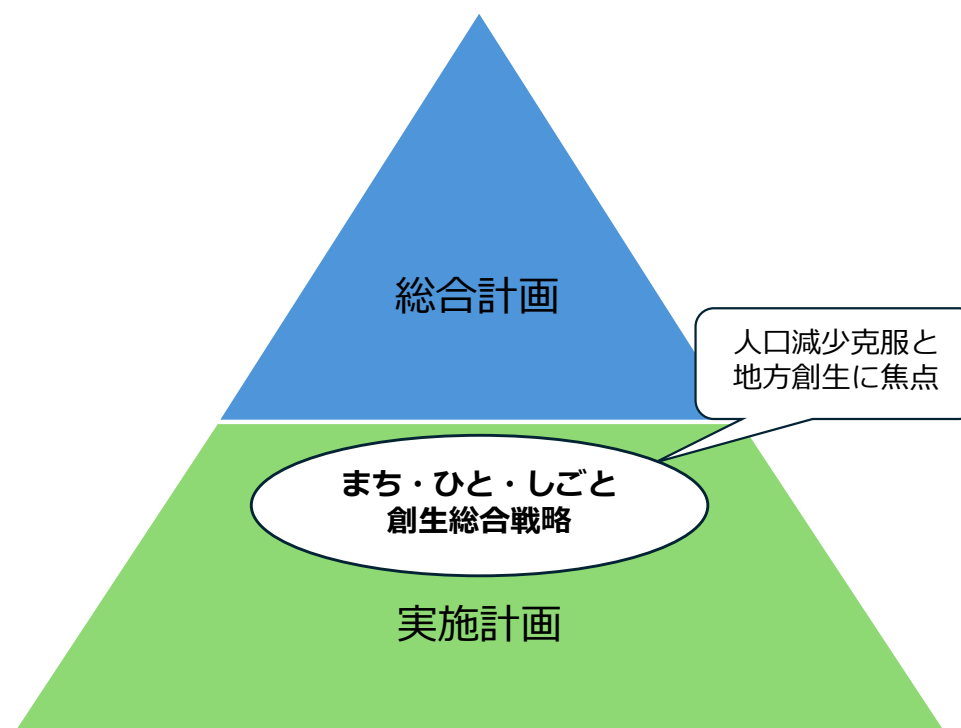 総合計画
人口減少克服と
地方創生に焦点
まち・ひと・しごと
創生総合戦略
実施計画